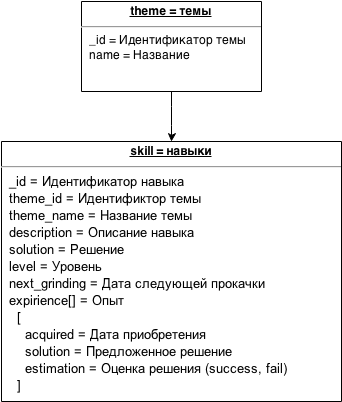 theme = темы
_id = Идентификатор темы
name = Название
skill = навыки
_id = Идентификатор навыка
theme_id = Идентификтор темы
theme_name = Название темы
description = Описание навыка
solution = Решение
level = Уровень
next_grinding = Дата следующей прокачки
expirience[] = Опыт
[
acquired = Дата приобретения
solution = Предложенное решение
estimation = Оценка решения (success, fail)
]